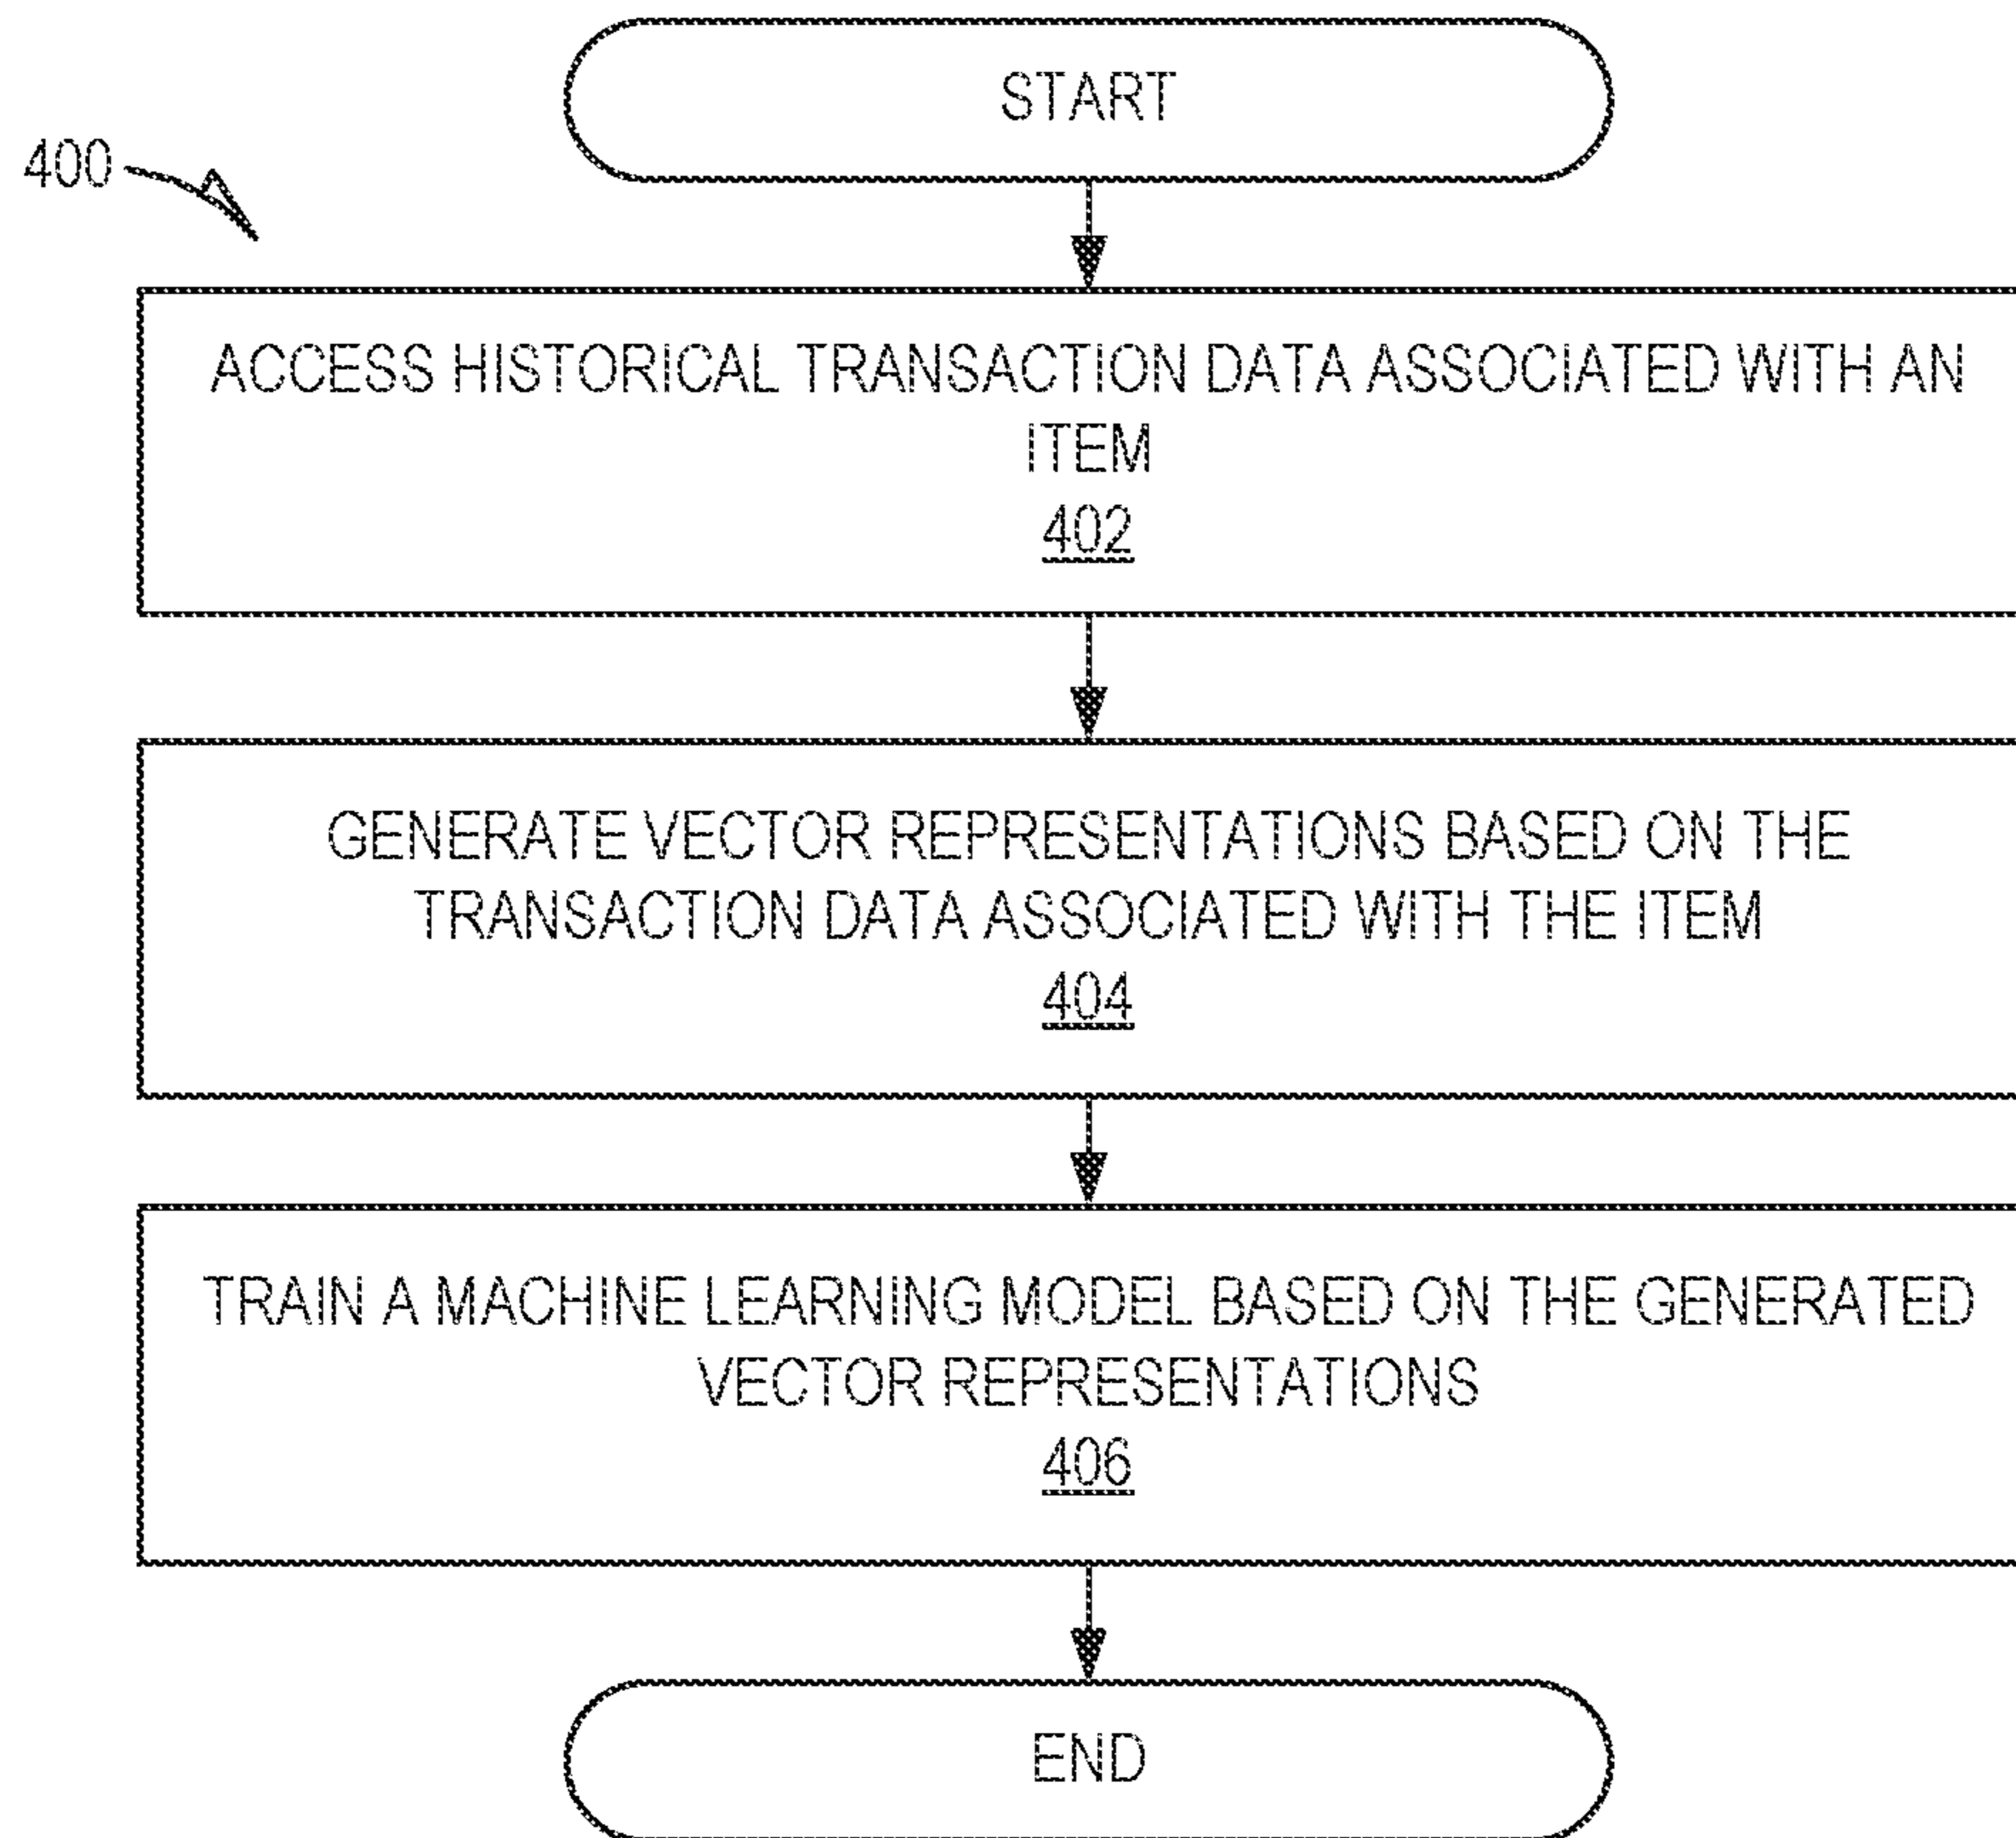 START
400
ACCESS HISTORICAL TRANSACTION DATA ASSOCIATED WITH AN
ITEM
402
GENERATE VECTOR REPRESENTATIONS BASED ON THE
TRANSACTION DATA ASSOCIATED WITH THE ITEM
404
TRAIN A MACHINE LEARNING MODEL BASED ON THE GENERATED
VECTOR REPRESENTATIONS
406
END